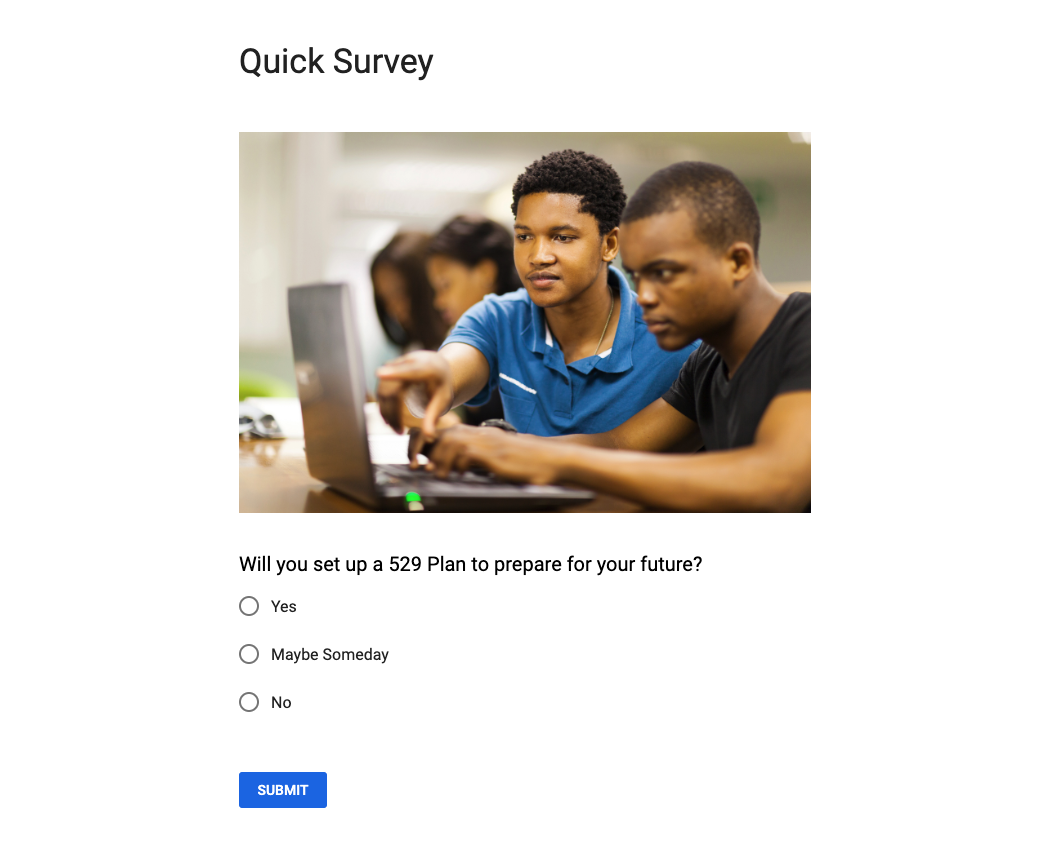 Quick Survey
Will you set up a 529 Plan to prepare for your future?
Yes
Maybe Someday
No
SUBMIT